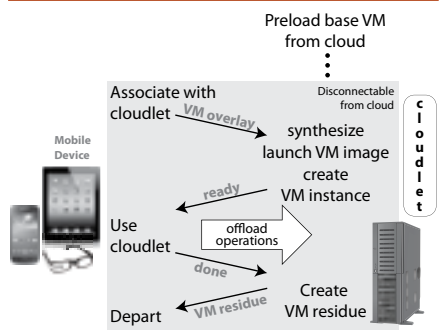 Preload base VM
from cloud
Disconnectable
from cloud
Associate with
cloudlet
VM overlay
synthesize
launch VM image
create
VM instance
cloudlet
Mobile
Device
ready
Use
cloudlet
offload
operations
done
Create
VM residue
Depart
VM residue